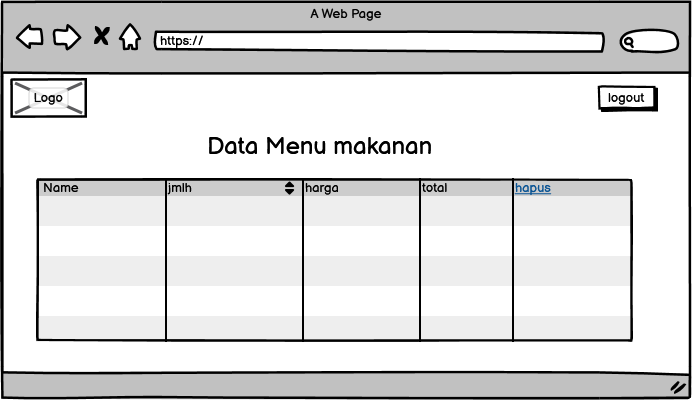 A Web Page
https://
Logo
logout
Data Menu makanan
Name jmlh harga total hapus